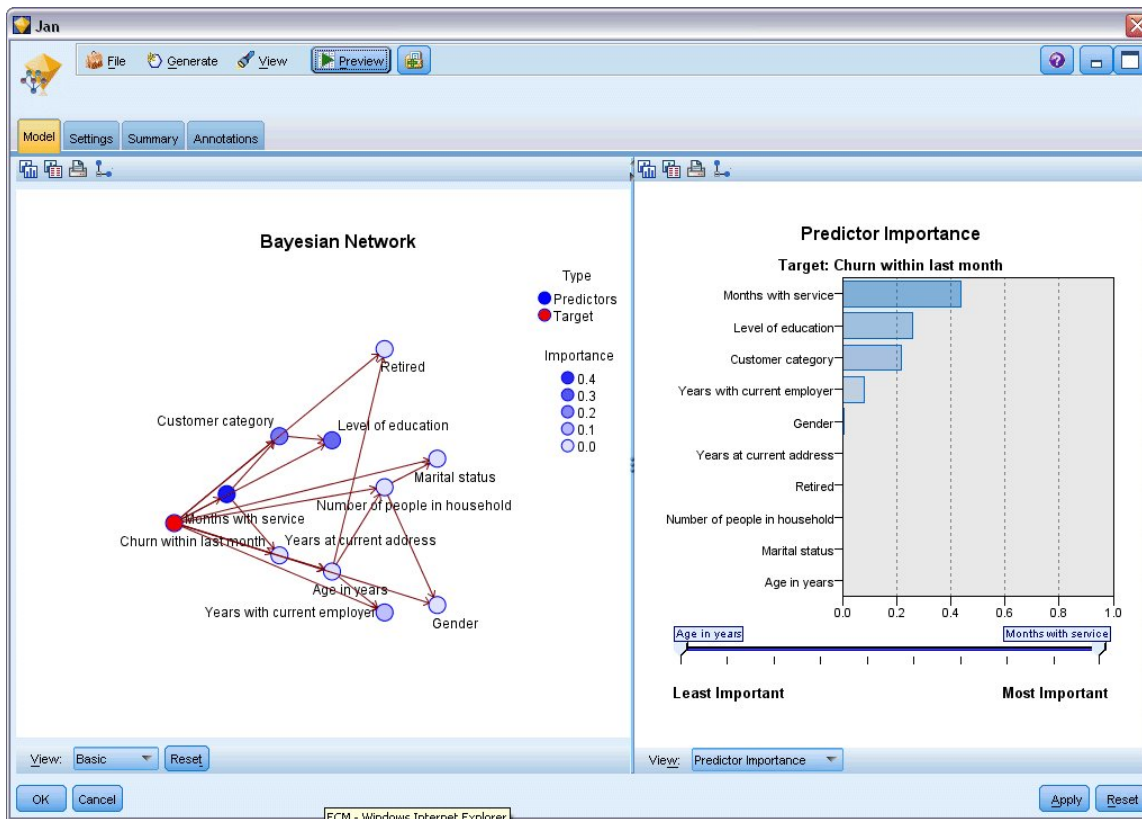 Jan
File Generate View Preview
Model Settings Summary Annotations
Bayesian Network
Type
Predictors
Target
Importance
0.4
0.3
0.2
0.1
0.0
Retired
Customer category
Level of education
Marital status
Number of people in household
Months with service
Churn within last month
Years at current address
Age in years
Years with current employer
Gender
View: Basic Reset
Predictor Importance
Target: Churn within last month
Months with service
Level of education
Customer category
Years with current employer
Gender
Years at current address
Retired
Number of people in household
Marital status
Age in years
0.0 0.2 0.4 0.6 0.8 1.0
Age in years Months with service
Least Important Most Important
View: Predictor Importance
OK Cancel Apply Reset
ECM - Windows Internet Explorer